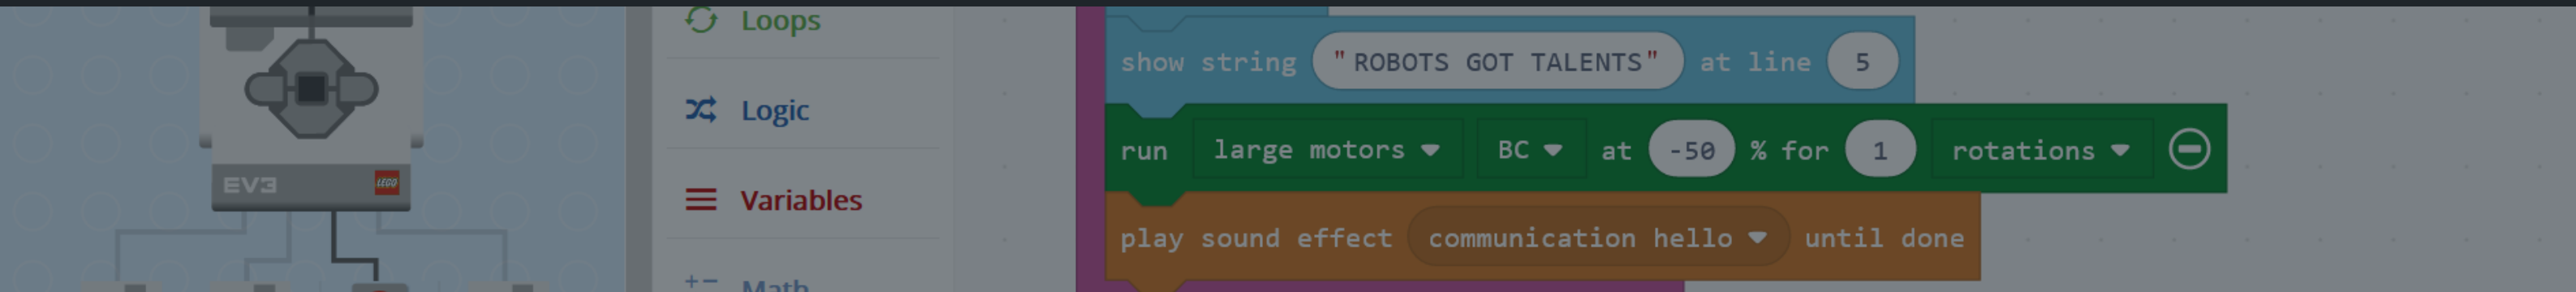 Loops
show string "ROBOTS GOT TALENTS" at line 5
Logic
run large motors BC at -50 % for 1 rotations
EV3 LEGO
Variables
play sound effect communication hello until done
Math